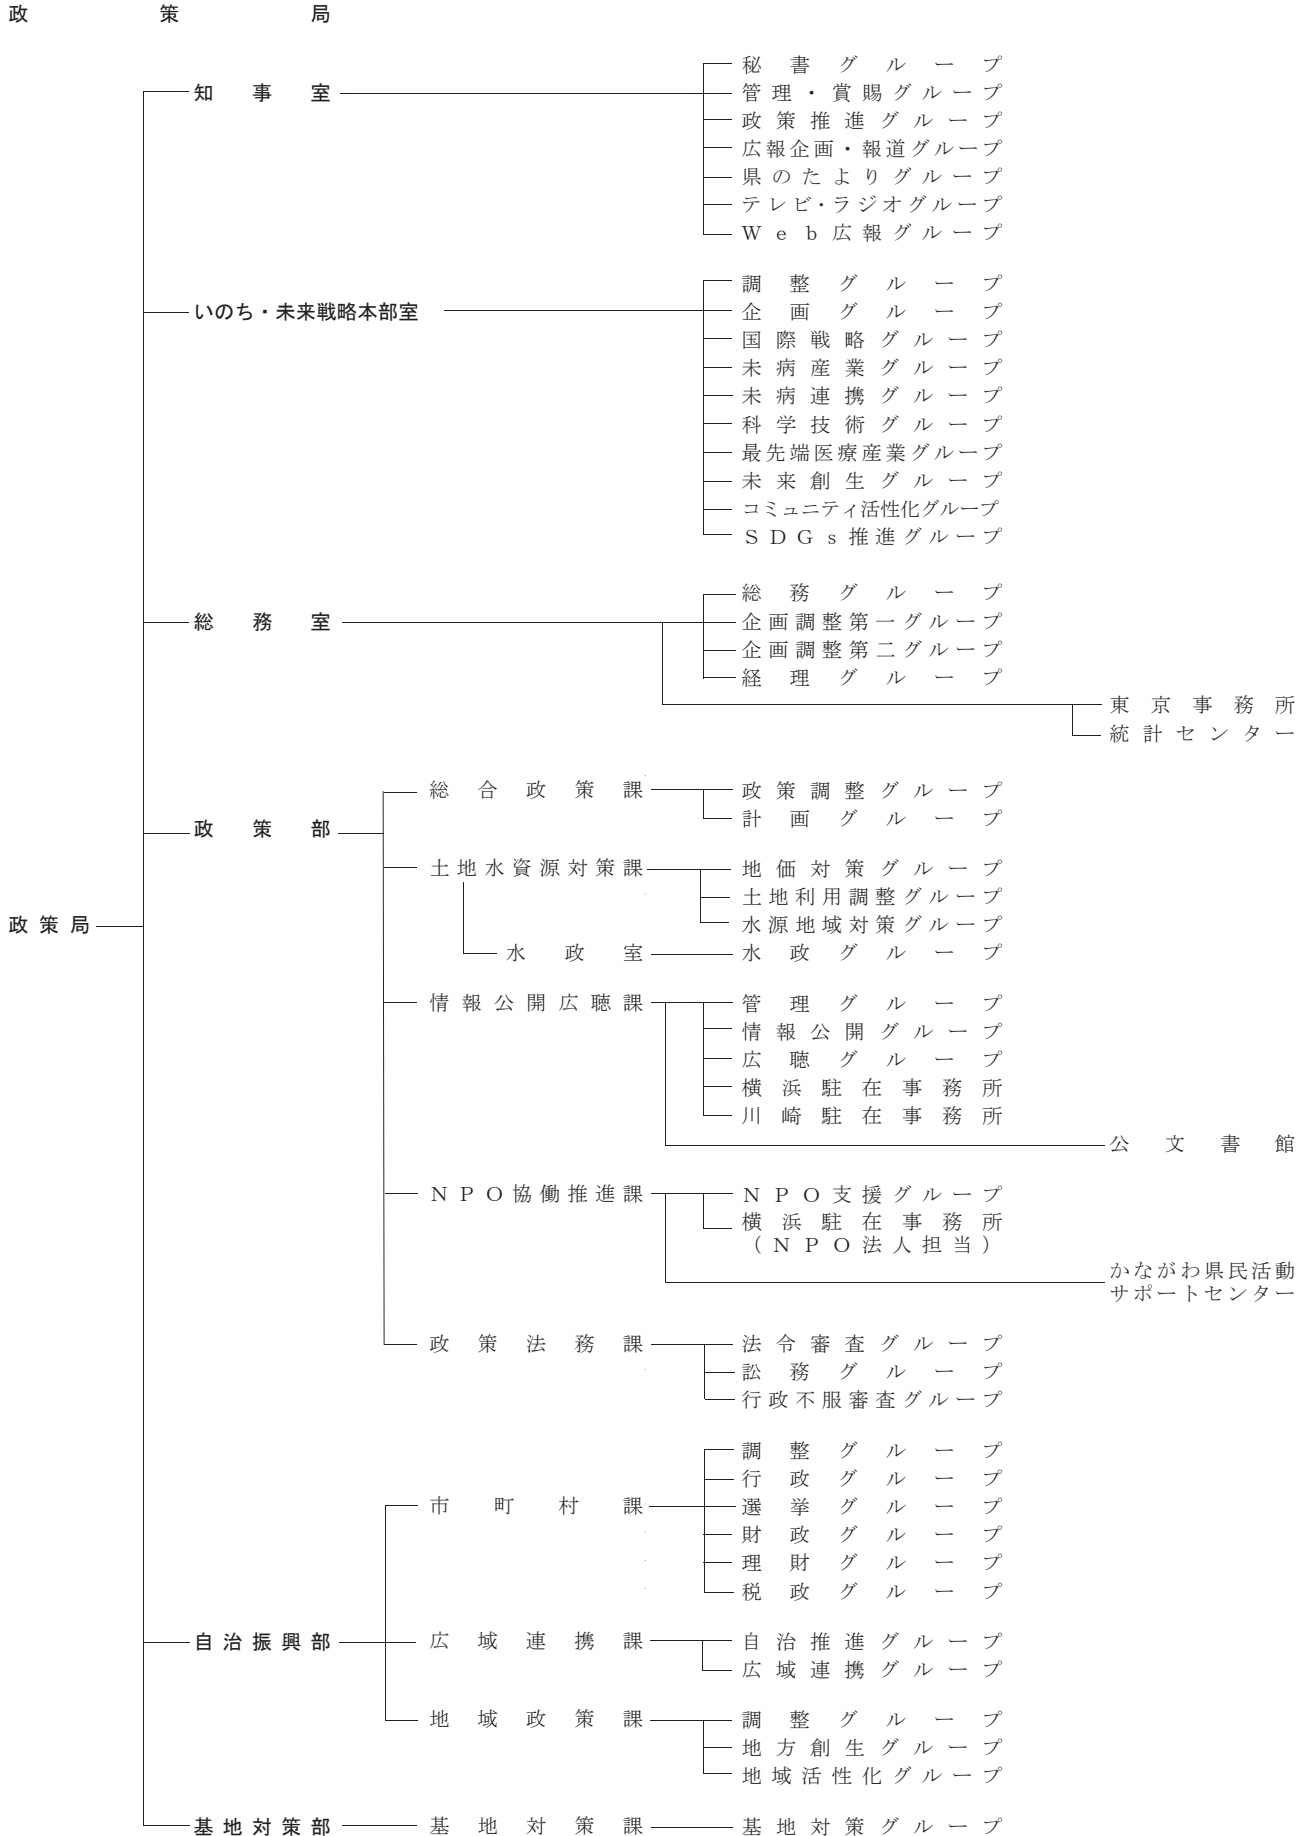 政策局
秘書グループ
知事室 管理・賞賜グループ
政策推進グループ
広報企画・報道グループ
県のたよりグループ
テレビ・ラジオグループ
Ｗｅｂ広報グループ
調整グループ
いのち・未来戦略本部室 企画グループ
国際戦略グループ
未病産業グループ
未病連携グループ
科学技術グループ
最先端医療産業グループ
未来創生グループ
コミュニティ活性化グループ
ＳＤＧｓ推進グループ
総務グループ
総務室 企画調整第一グループ
企画調整第二グループ
経理グループ
東京事務所
統計センター
総合政策課 政策調整グループ
計画グループ
政策部
土地水資源対策課 地価対策グループ
土地利用調整グループ
政策局 水源地域対策グループ
水政室 水政グループ
情報公開広聴課 管理グループ
情報公開グループ
広聴グループ
横浜駐在事務所
川崎駐在事務所
公文書館
ＮＰＯ協働推進課 ＮＰＯ支援グループ
横浜駐在事務所
（ＮＰＯ法人担当）
かながわ県民活動
サポートセンター
政策法務課 法令審査グループ
訟務グループ
行政不服審査グループ
調整グループ
行政グループ
市町村課 選挙グループ
財政グループ
理財グループ
税政グループ
自治振興部 広域連携課 自治推進グループ
広域連携グループ
地域政策課 調整グループ
地方創生グループ
地域活性化グループ
基地対策部 基地対策課 基地対策グループ